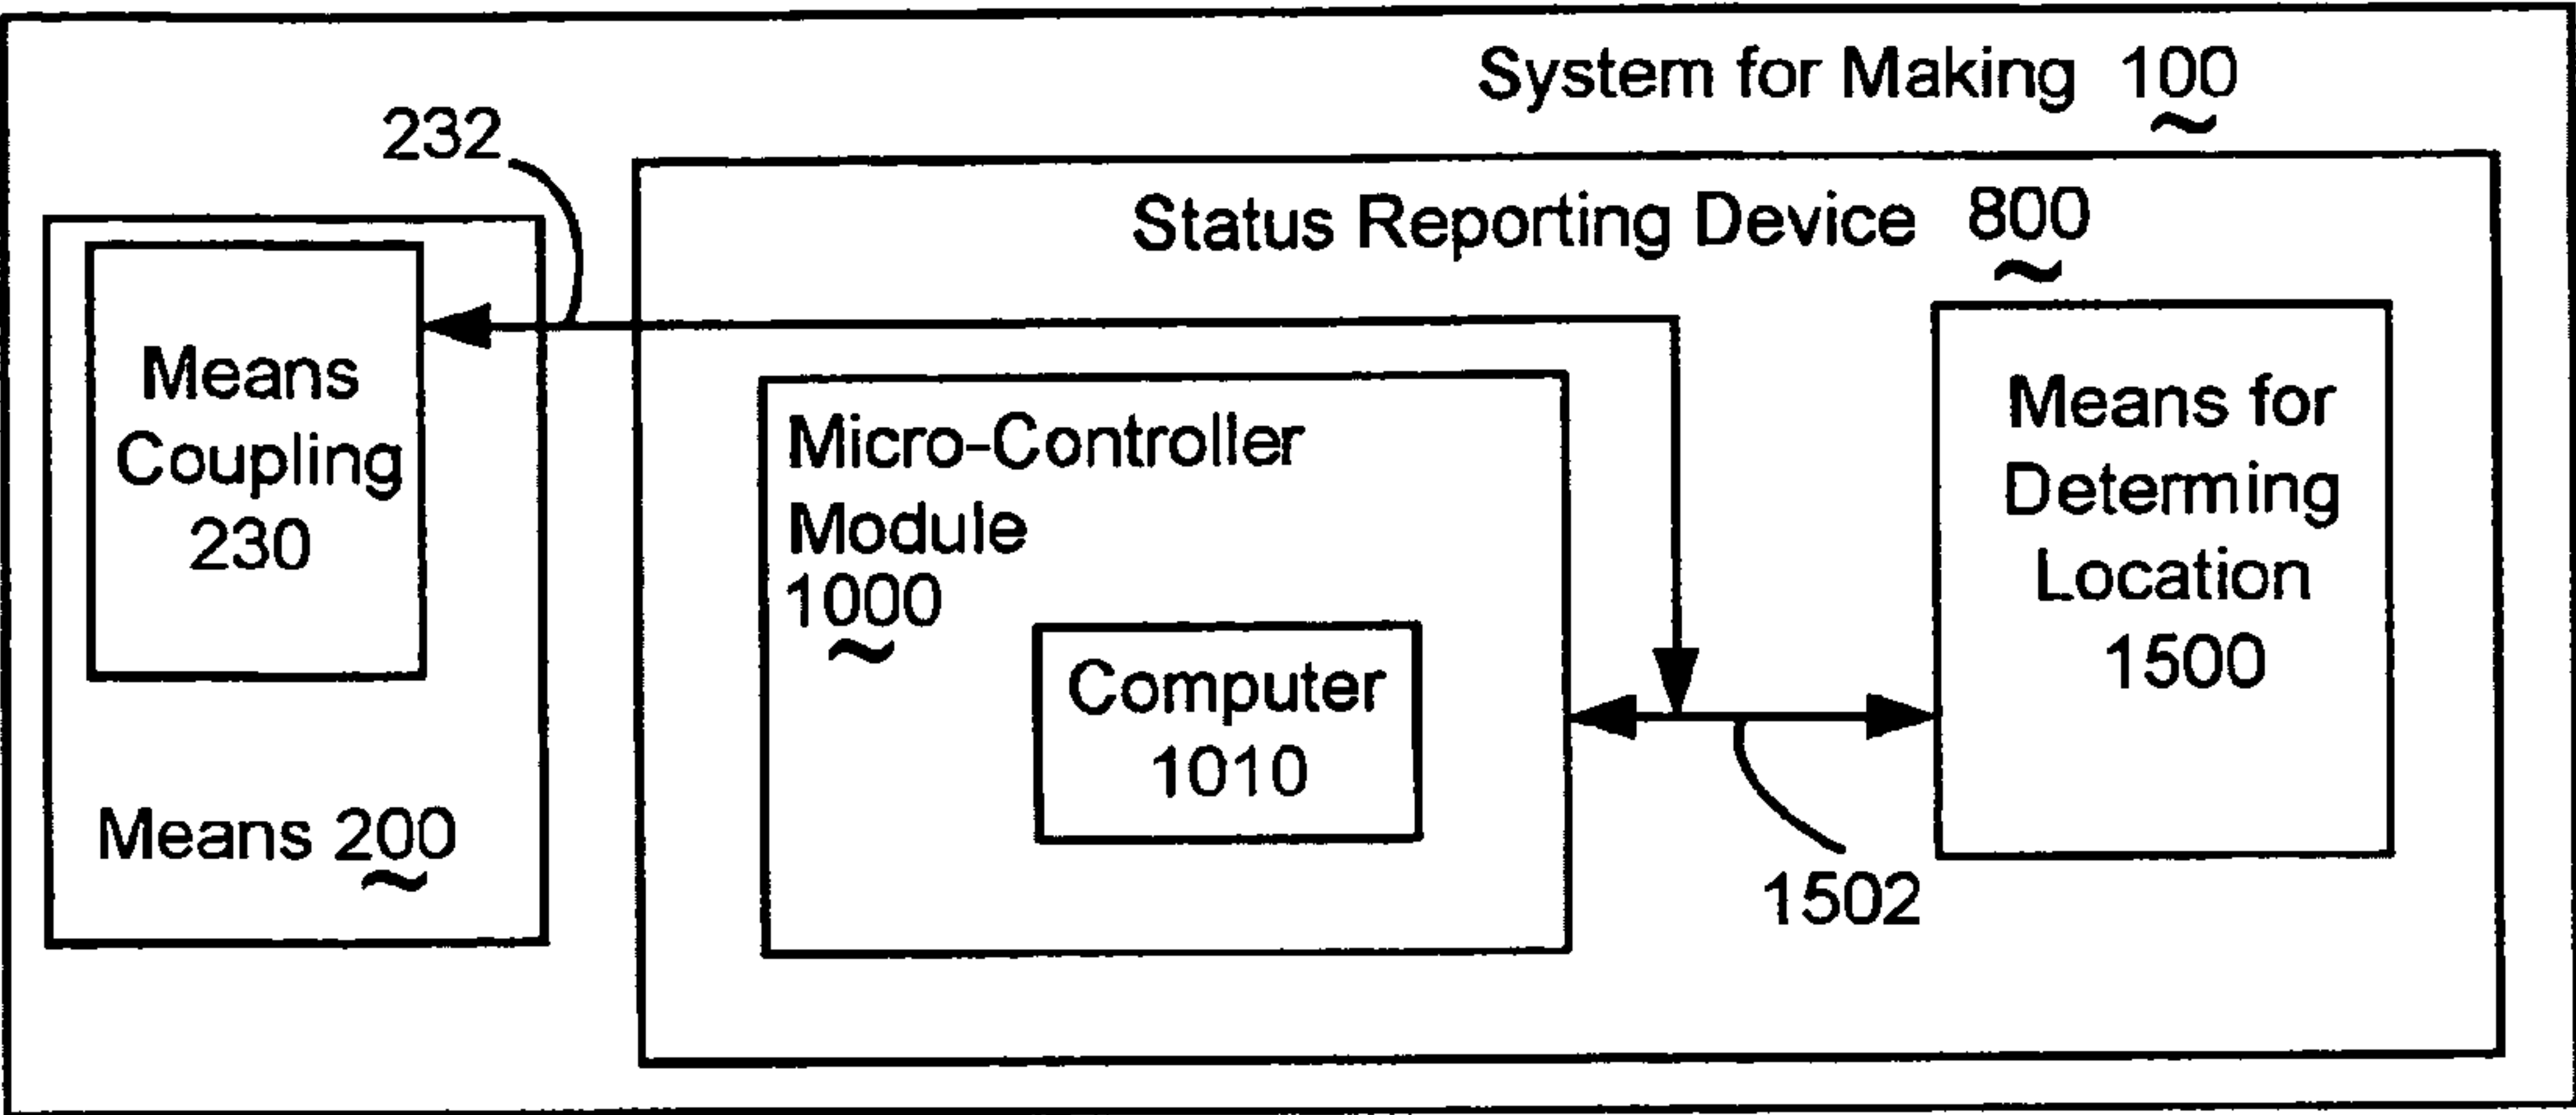 System for Making 100
232
Status Reporting Device 800
Means
Coupling
230
Means 200
Micro-Controller
Module
1000
Computer
1010
Means for
Determing
Location
1500
1502